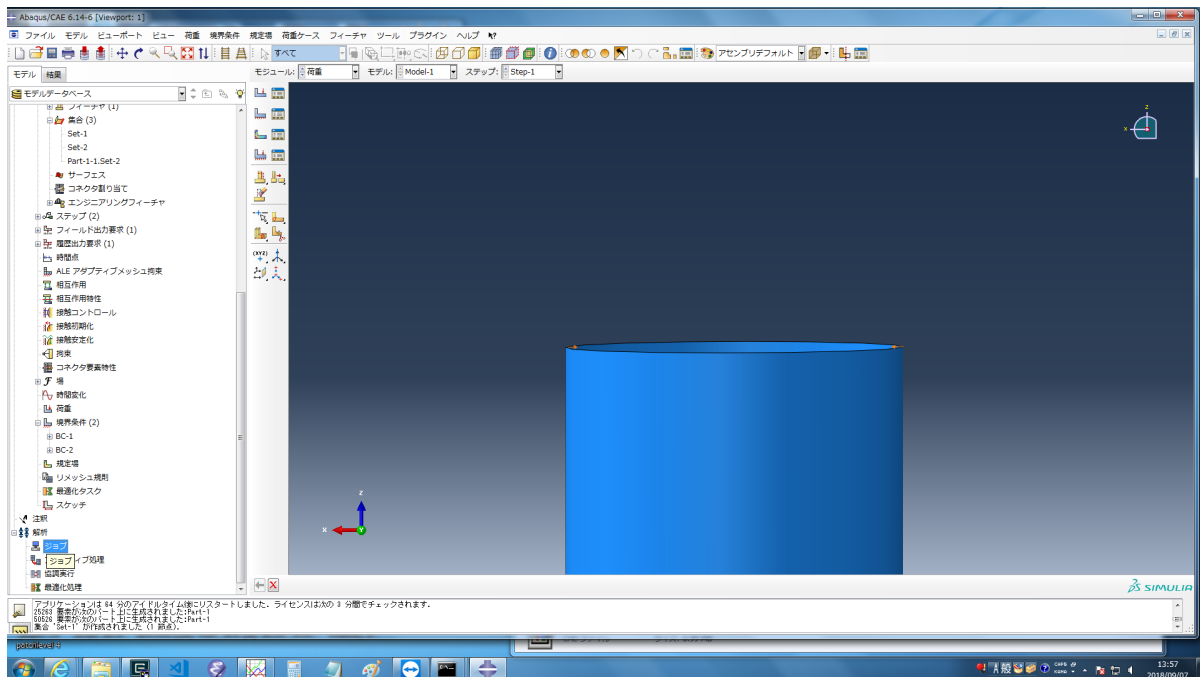 Abaqus/CAE 6.14-6 [Viewport: 1]
ファイル モデル ビューポート ビュー 荷重 境界条件 規定場 荷重ケース フィーチャ ツール プラグイン ヘルプ
すべて
アセンブリデフォルト
モデル 結果
モジュール: 荷重 モデル: Model-1 ステップ: Step-1
モデルデータベース
フィーチャ (1)
集合 (3)
Set-1
Set-2
Part-1-1.Set-2
サーフェス
コネクタ割り当て
エンジニアリングフィーチャ
ステップ (2)
フィールド出力要求 (1)
履歴出力要求 (1)
時間点
ALE アダプティブメッシュ拘束
相互作用
相互作用特性
接触コントロール
接触初期化
接触安定化
拘束
コネクタ要素特性
場
時間変化
荷重
境界条件 (2)
BC-1
BC-2
規定場
リメッシュ規則
最適化タスク
スケッチ
注釈
解析
ジョブ
ジョブ
ィブ処理
協調実行
最適化処理
(XYZ)
z
x
z
x
Y
SIMULIA
アプリケーションは 84 分のアイドルタイム後にリスタートしました. ライセンスは次の 3 分間でチェックされます.
25263 要素が次のパート上に生成されました:Part-1
50526 要素が次のパート上に生成されました:Part-1
集合 'Set-1' が作成されました (1 節点).
patchlevel 4
A 般
CAPS
KANA
13:57
2018/09/07